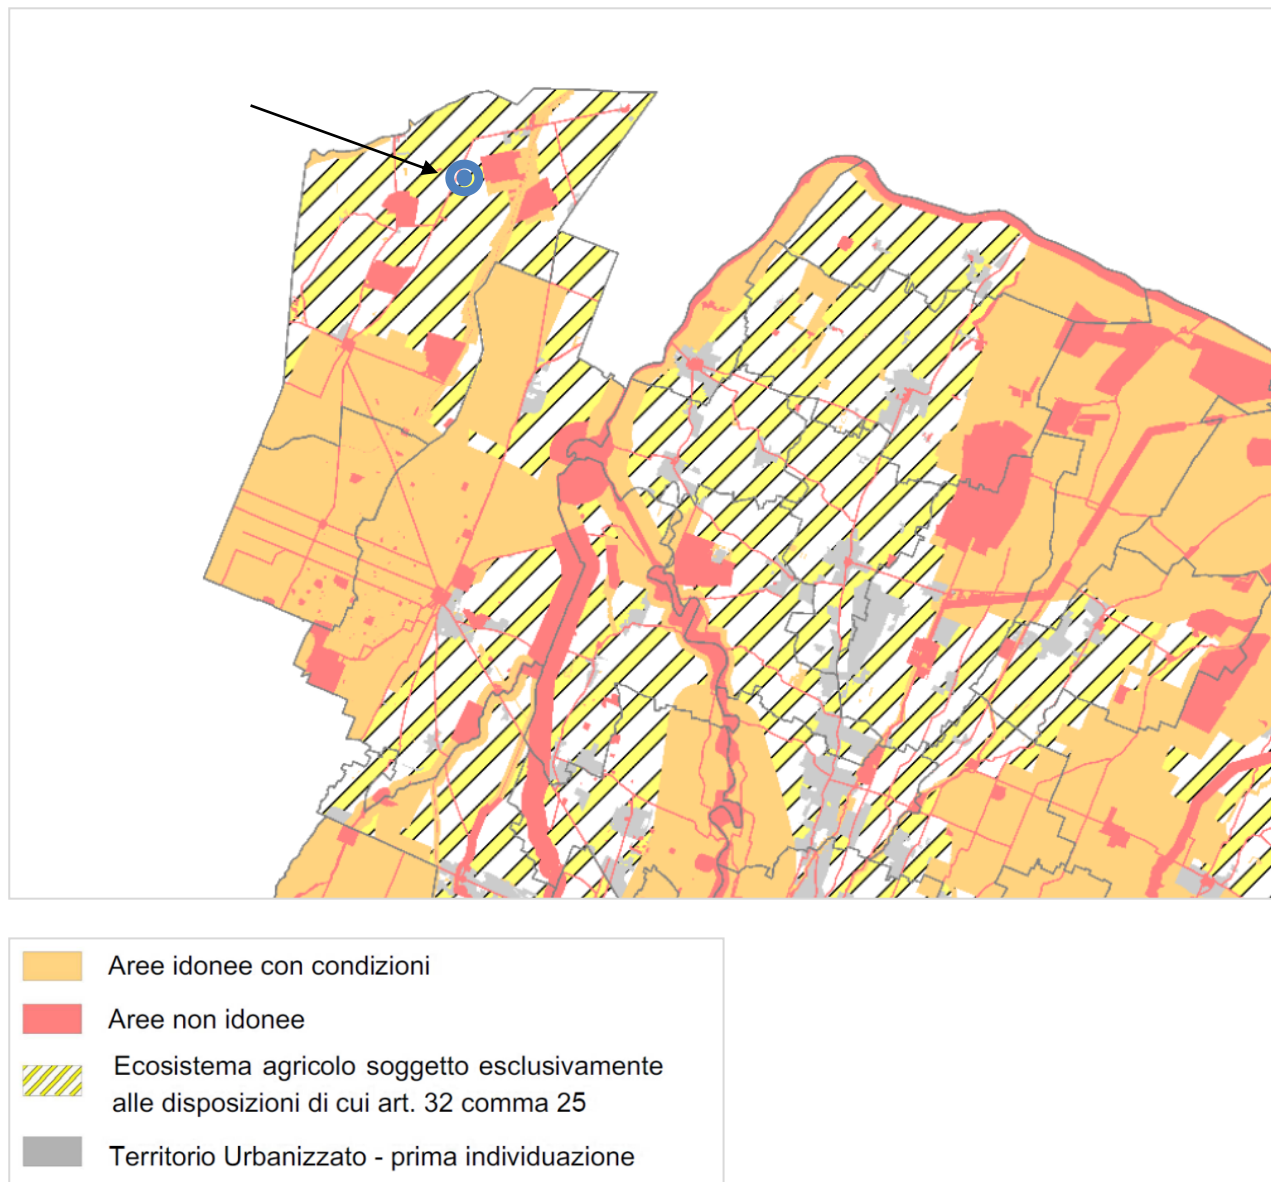 Aree idonee con condizioni
Aree non idonee
Ecosistema agricolo soggetto esclusivamente
alle disposizioni di cui art. 32 comma 25
Territorio Urbanizzato - prima individuazione